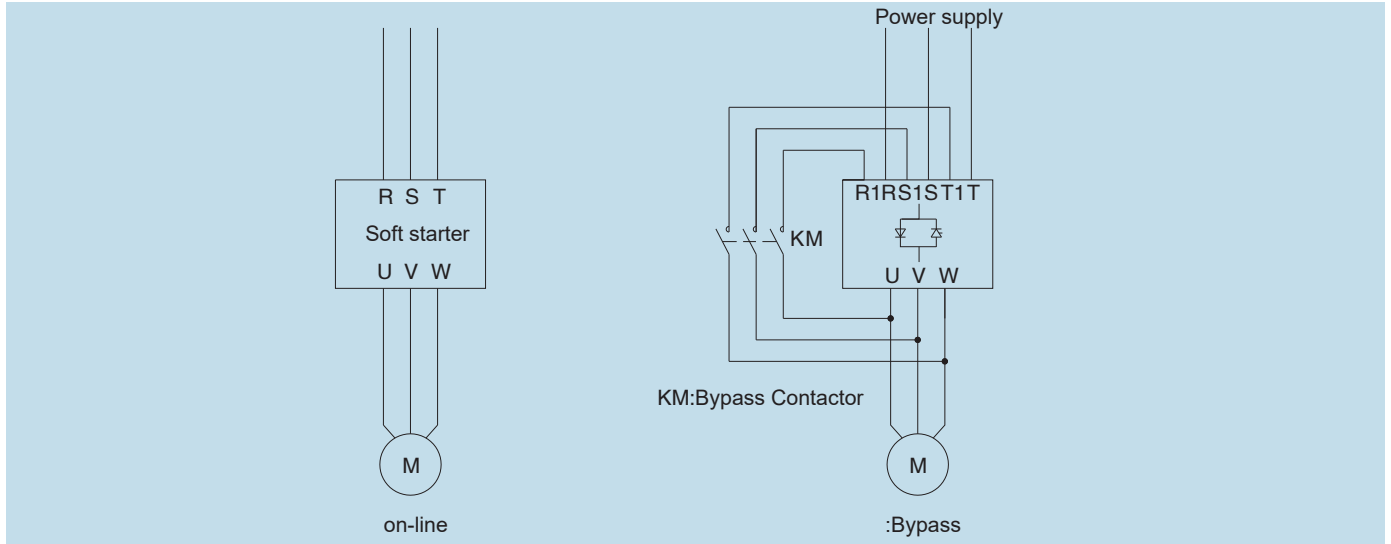 Power supply
R S T
Soft starter
U V W
M
on-line
R1RS1ST1T
KM
U V W
KM:Bypass Contactor
M
:Bypass